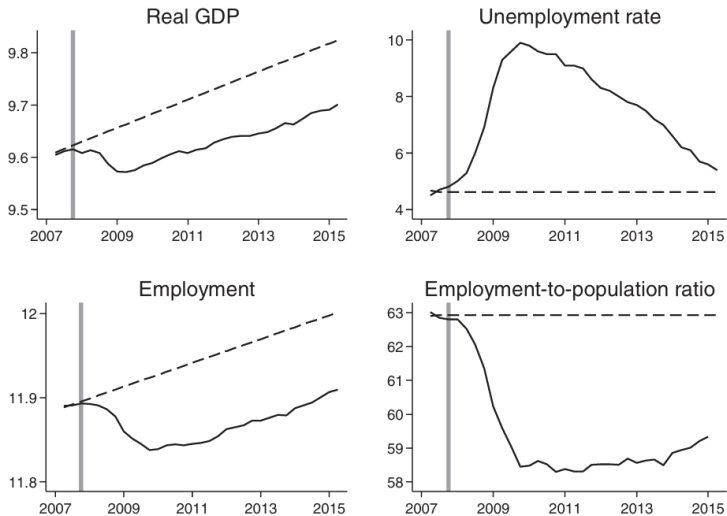 Real GDP
9.8
9.7
9.6
9.5
2007 2009 2011 2013 2015
Unemployment rate
10
8
6
4
2007 2009 2011 2013 2015
Employment
12
11.9
11.8
2007 2009 2011 2013 2015
Employment-to-population ratio
63
62
61
60
59
58
2007 2009 2011 2013 2015